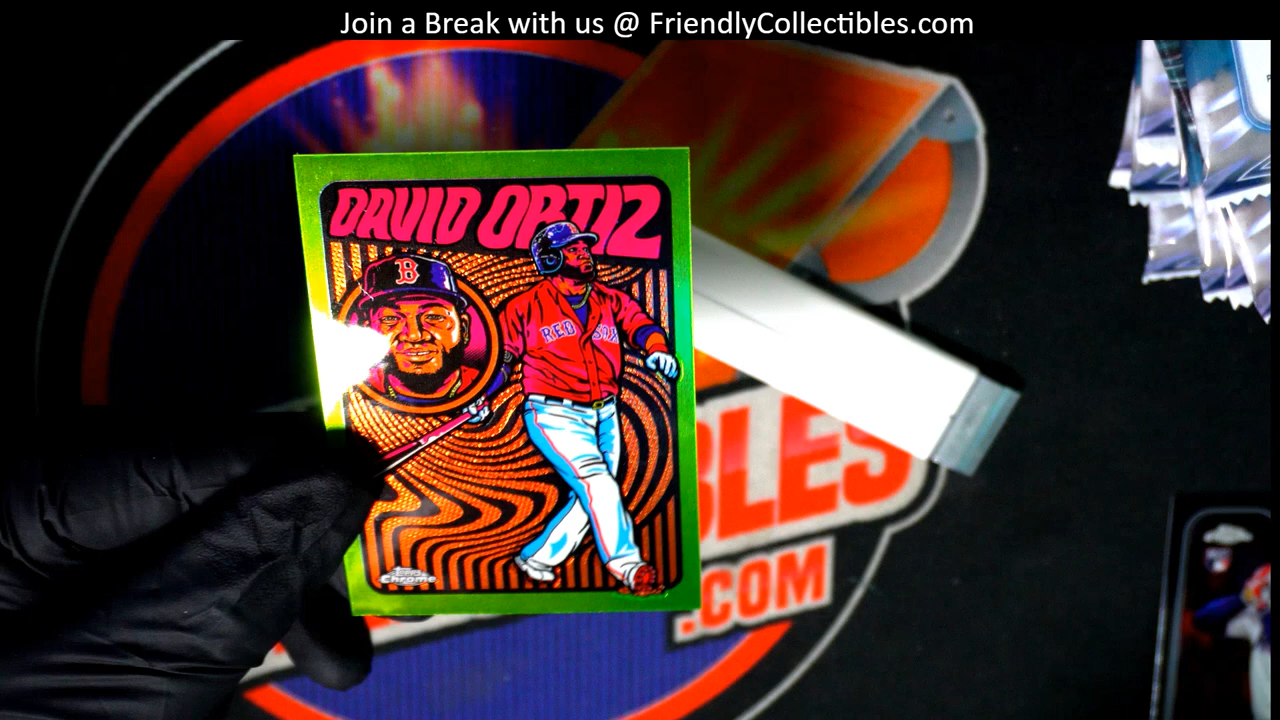 Join a Break with us @ FriendlyCollectibles.com
DAVID ORTIZ
B
RED SOX
Topps
Chrome
BLES
.COM